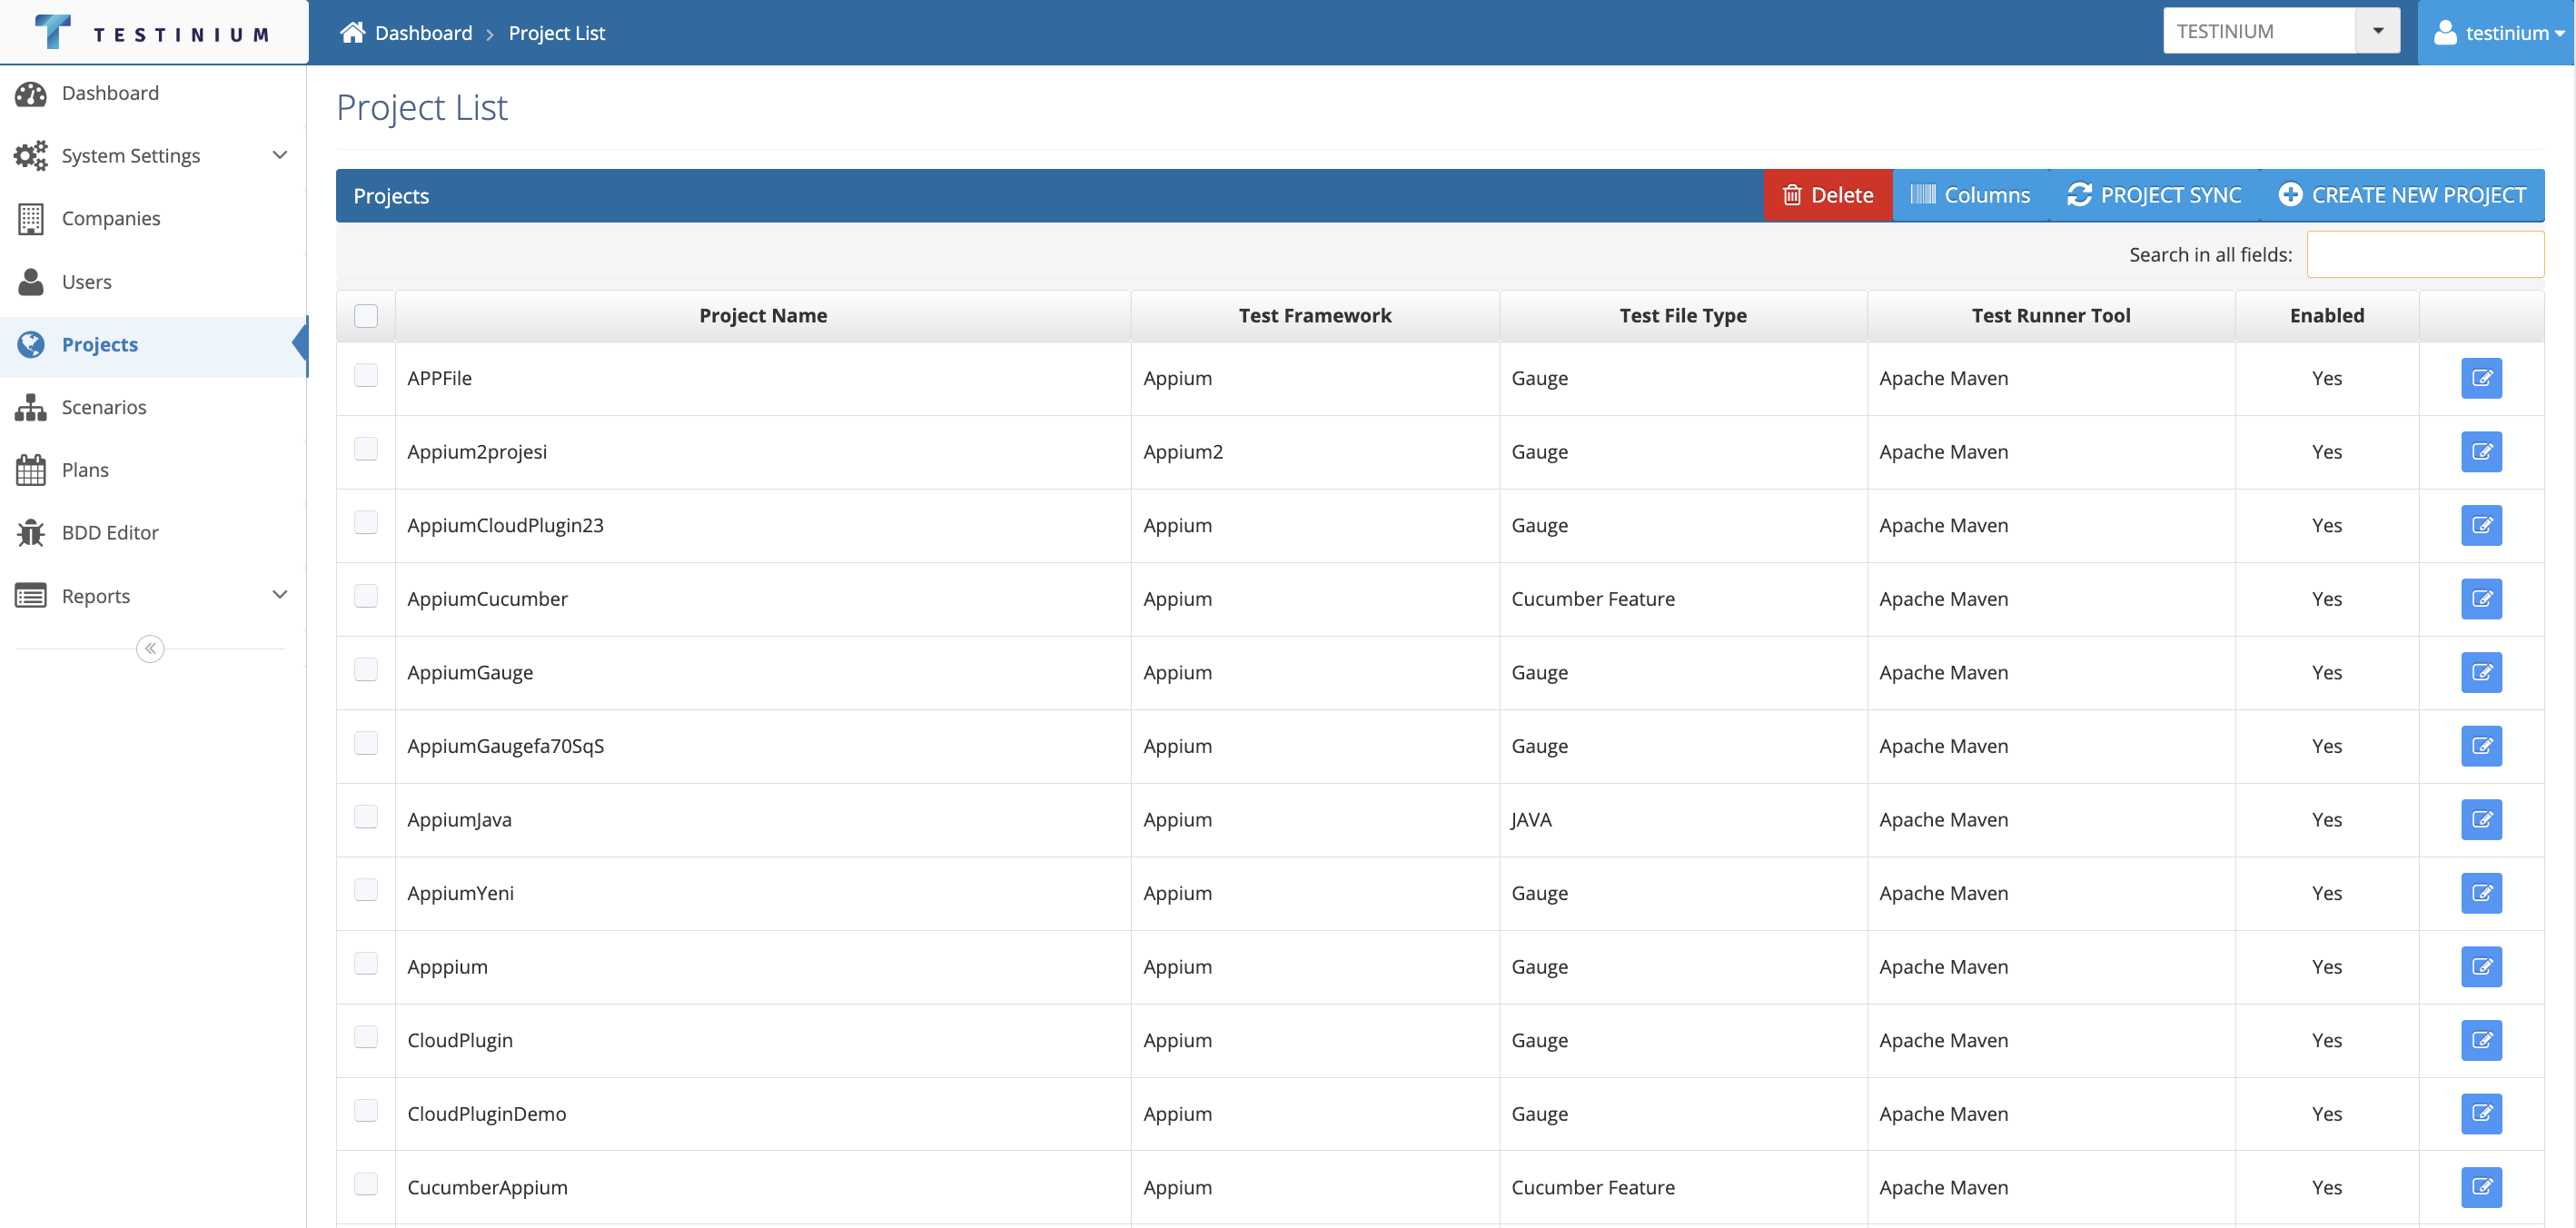 TESTINIUM
Dashboard > Project List
TESTINIUM
testinium
Dashboard
System Settings
Companies
Users
Projects
Scenarios
Plans
BDD Editor
Reports
Project List
Projects
Delete
Columns
PROJECT SYNC
CREATE NEW PROJECT
Search in all fields:
Project Name Test Framework Test File Type Test Runner Tool Enabled
APPFile Appium Gauge Apache Maven Yes
Appium2projesi Appium2 Gauge Apache Maven Yes
AppiumCloudPlugin23 Appium Gauge Apache Maven Yes
AppiumCucumber Appium Cucumber Feature Apache Maven Yes
AppiumGauge Appium Gauge Apache Maven Yes
AppiumGaugefa70SqS Appium Gauge Apache Maven Yes
AppiumJava Appium JAVA Apache Maven Yes
AppiumYeni Appium Gauge Apache Maven Yes
Apppium Appium Gauge Apache Maven Yes
CloudPlugin Appium Gauge Apache Maven Yes
CloudPluginDemo Appium Gauge Apache Maven Yes
CucumberAppium Appium Cucumber Feature Apache Maven Yes